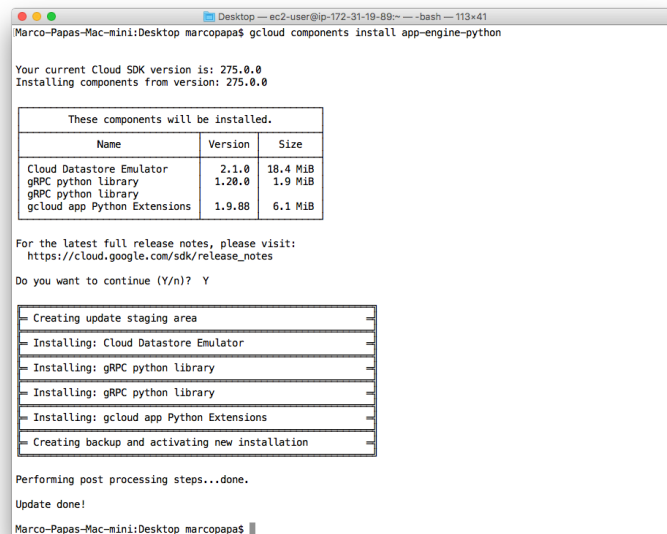 Desktop — ec2-user@ip-172-31-19-89:~ — -bash — 113×41
Marco-Papas-Mac-mini:Desktop marcopapa$ gcloud components install app-engine-python
Your current Cloud SDK version is: 275.0.0
Installing components from version: 275.0.0
These components will be installed.
Name Version Size
Cloud Datastore Emulator 2.1.0 18.4 MiB
gRPC python library 1.20.0 1.9 MiB
gRPC python library
gcloud app Python Extensions 1.9.88 6.1 MiB
For the latest full release notes, please visit:
https://cloud.google.com/sdk/release_notes
Do you want to continue (Y/n)? Y
Creating update staging area
Installing: Cloud Datastore Emulator
Installing: gRPC python library
Installing: gRPC python library
Installing: gcloud app Python Extensions
Creating backup and activating new installation
Performing post processing steps...done.
Update done!
Marco-Papas-Mac-mini:Desktop marcopapa$